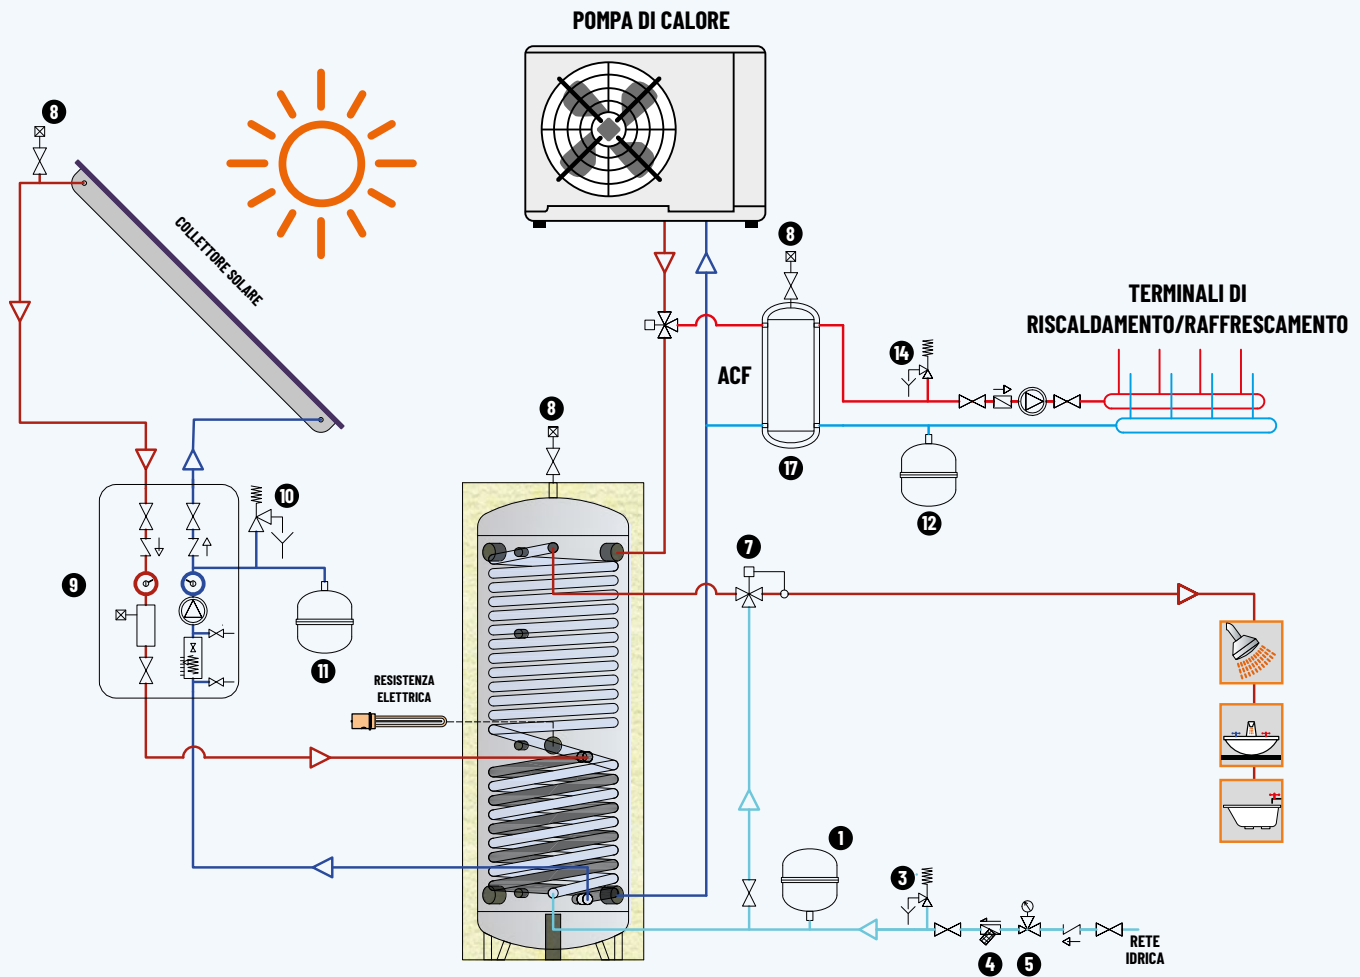 POMPA DI CALORE
8
COLLETTORE SOLARE
8
TERMINALI DI
RISCALDAMENTO/RAFFRESCAMENTO
14
ACF
8
17
12
10
7
9
11
RESISTENZA
ELETTRICA
1
3
4
5
RETE
IDRICA